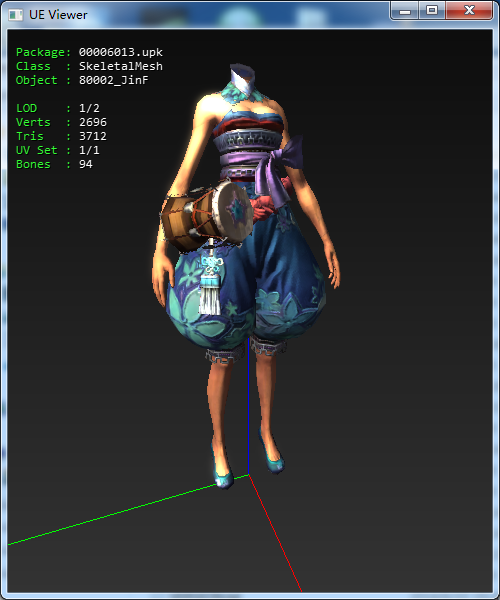 UE Viewer
Package: 00006013.upk
Class  : SkeletalMesh
Object : 80002_JinF
LOD    : 1/2
Verts  : 2696
Tris   : 3712
UV Set : 1/1
Bones  : 94